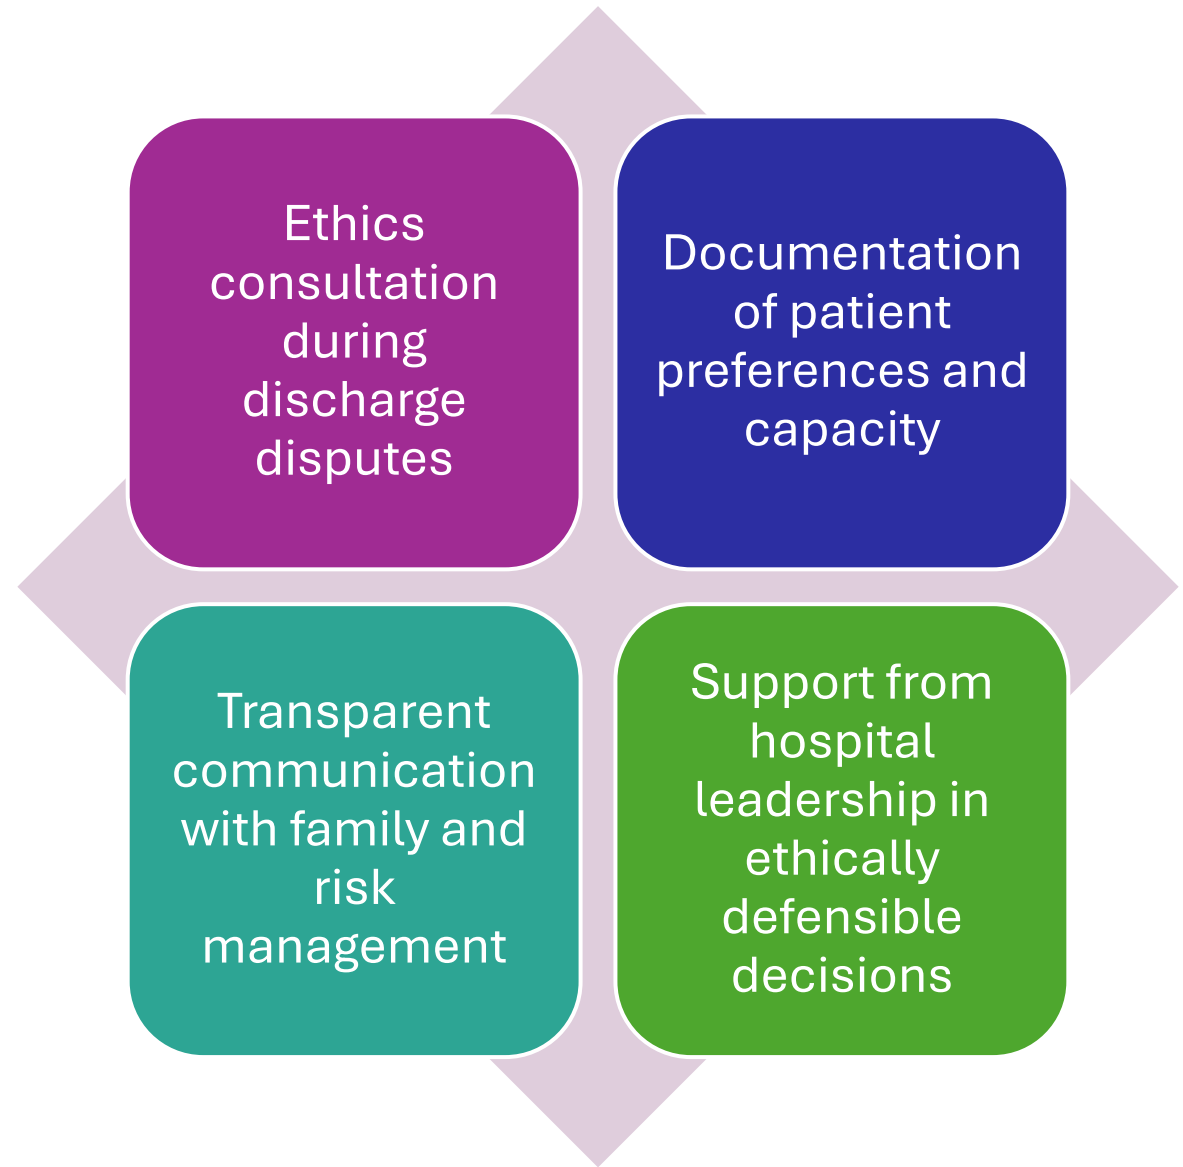 Ethics
consultation
during
discharge
disputes
Documentation
of patient
preferences and
capacity
Transparent
communication
with family and
risk
management
Support from
hospital
leadership in
ethically
defensible
decisions